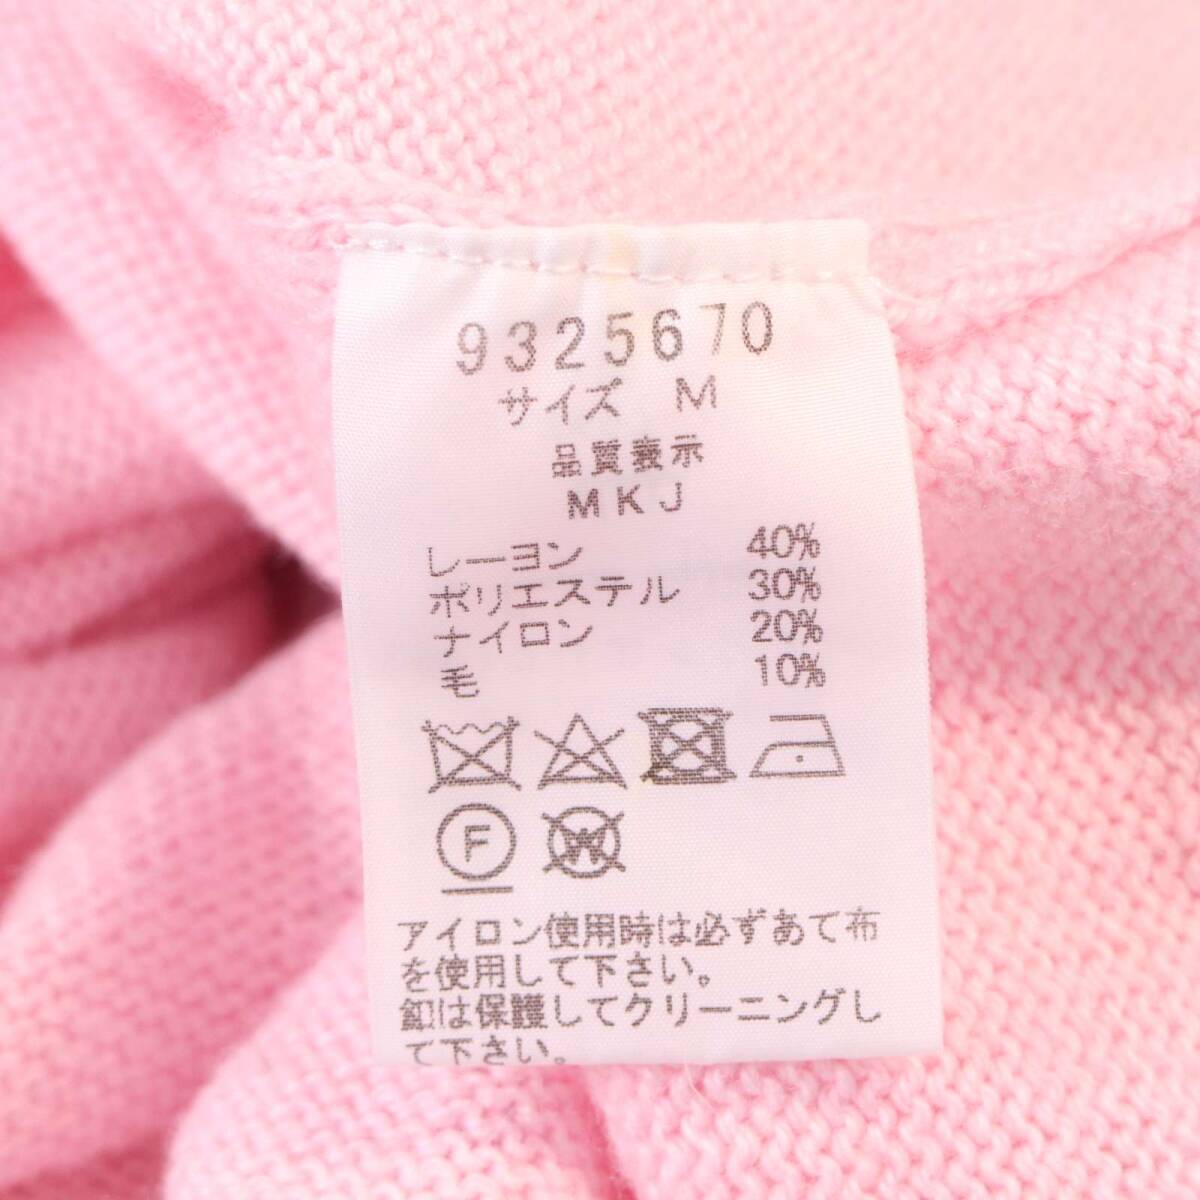 9325670
サイズ M
品質表示
MKJ
レーヨン 40%
ポリエステル 30%
ナイロン 20%
毛 10%
F
W
アイロン使用時は必ずあて布
を使用して下さい。
釦は保護してクリーニングし
て下さい。